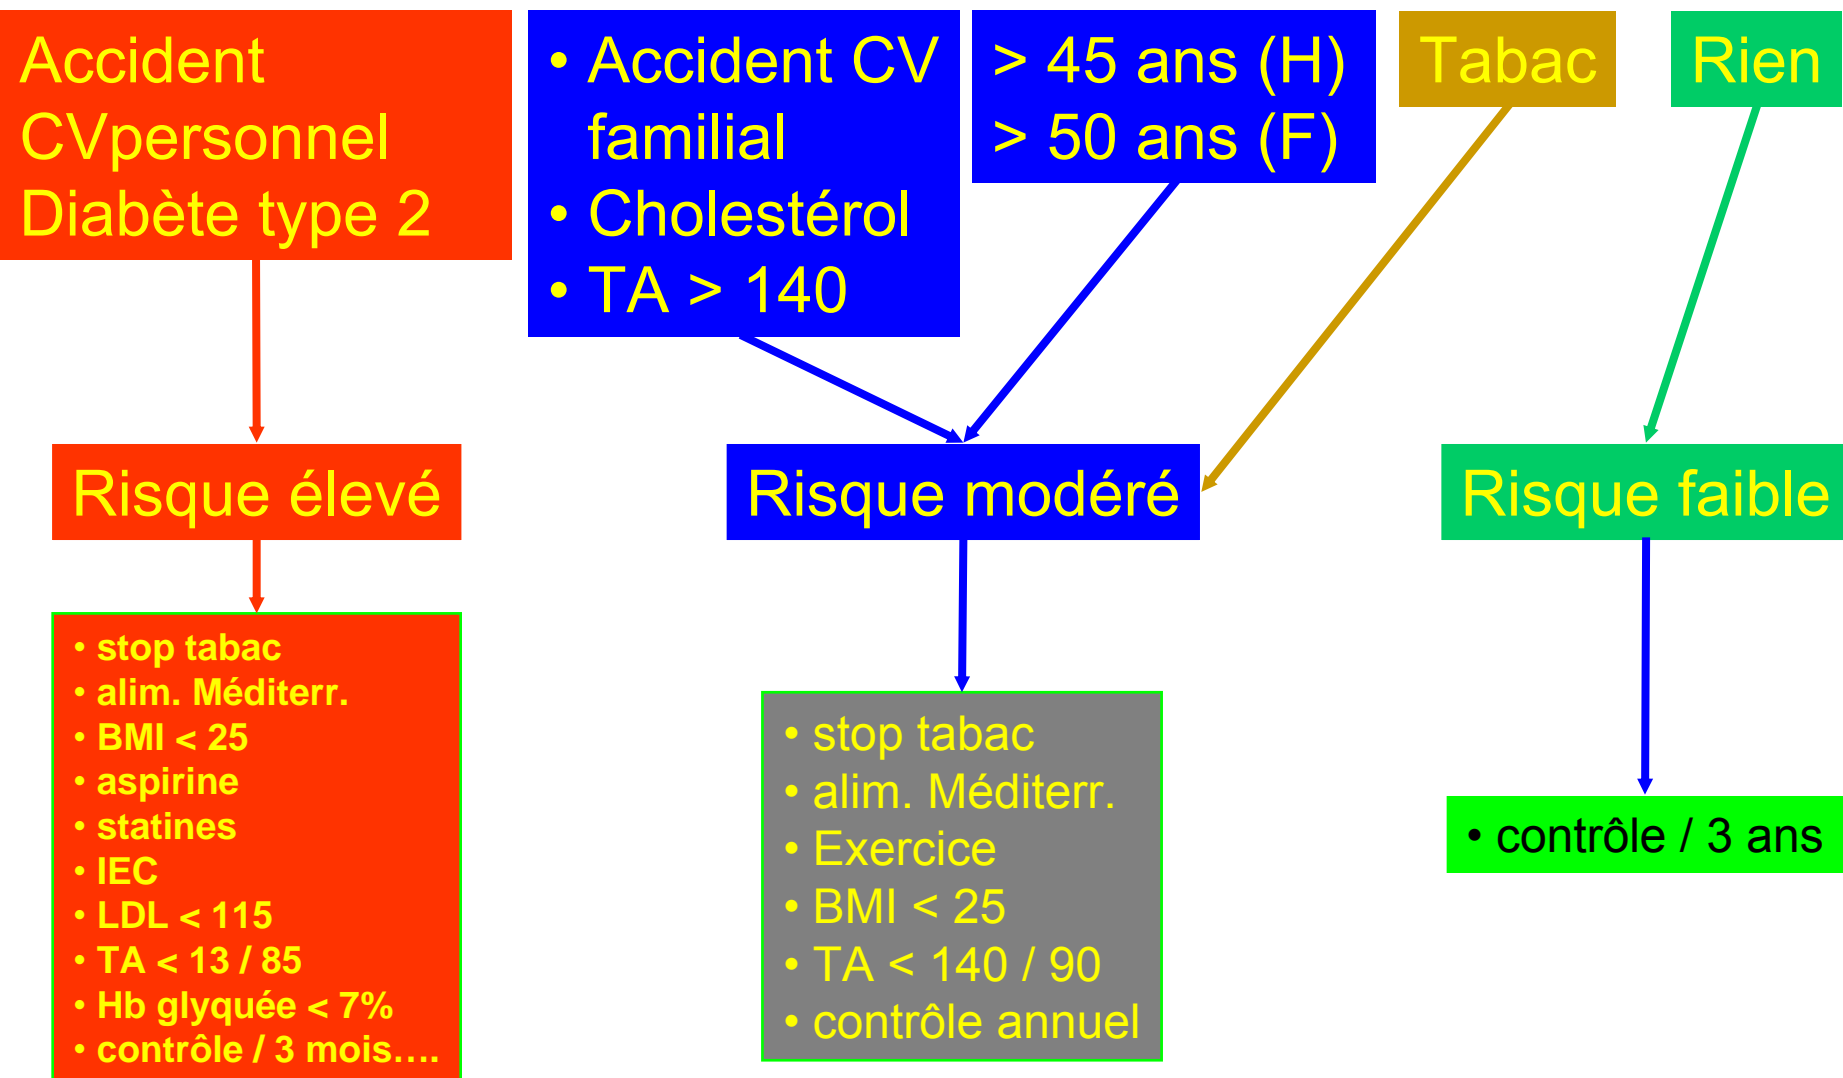 Accident
CVpersonnel
Diabète type 2
• Accident CV
familial
• Cholestérol
• TA > 140
> 45 ans (H)
> 50 ans (F)
Tabac
Rien
Risque élevé
Risque modéré
Risque faible
• stop tabac
• alim. Méditerr.
• BMI < 25
• aspirine
• statines
• IEC
• LDL < 115
• TA < 13 / 85
• Hb glyquée < 7%
• contrôle / 3 mois….
• stop tabac
• alim. Méditerr.
• Exercice
• BMI < 25
• TA < 140 / 90
• contrôle annuel
• contrôle / 3 ans